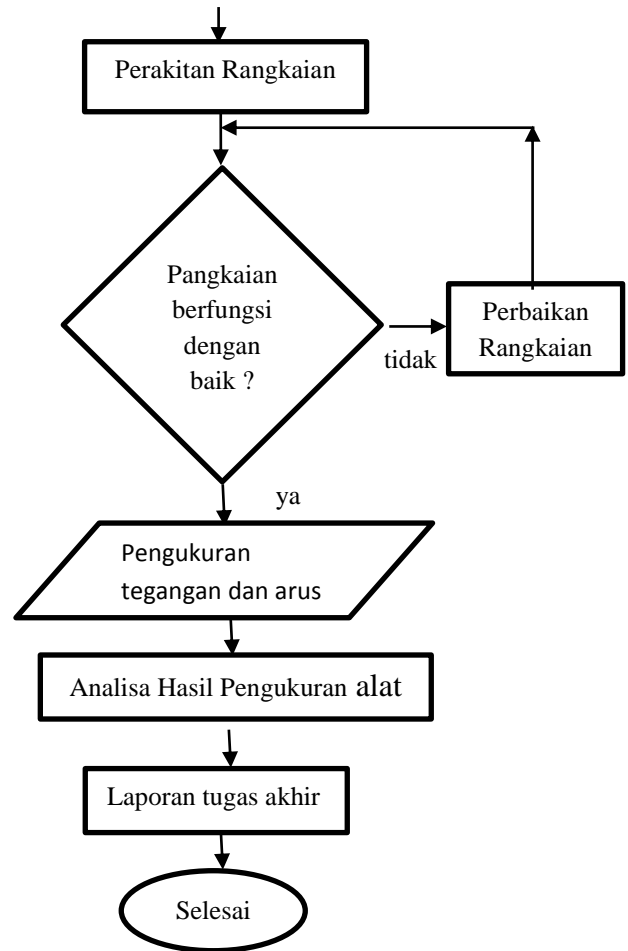 Perakitan Rangkaian
Pangkaian
berfungsi
dengan
baik ?
tidak
Perbaikan
Rangkaian
ya
Pengukuran
tegangan dan arus
Analisa Hasil Pengukuran alat
Laporan tugas akhir
Selesai